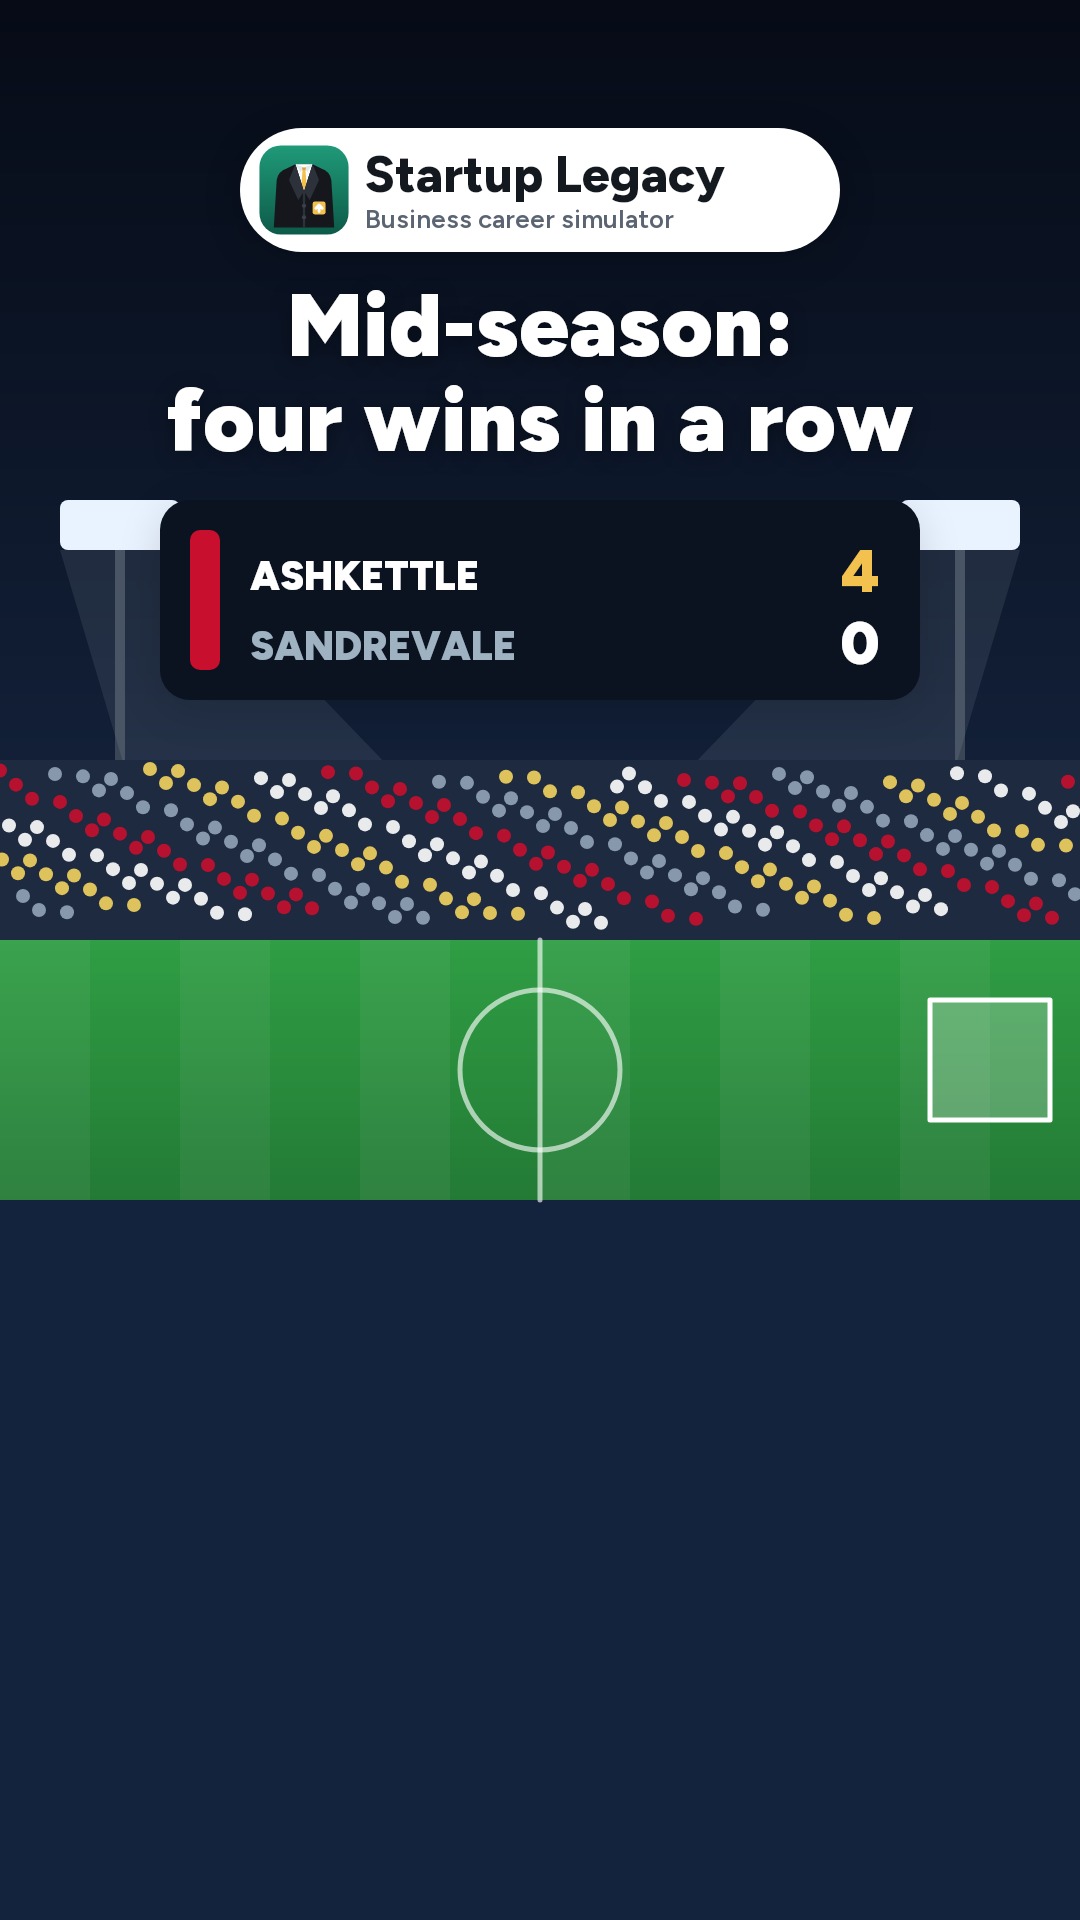 Startup Legacy
Business career simulator
Mid-season:
four wins in a row
ASHKETTLE 4
SANDREVALE 0